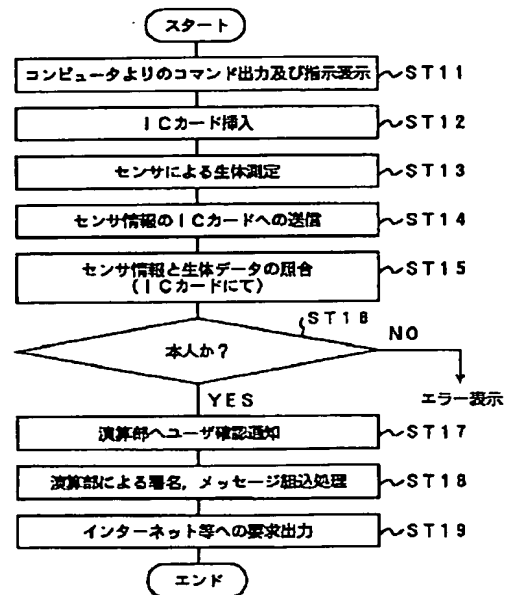 スタート
コンピュータよりのコマンド出力及び指示表示 ST11
ICカード挿入 ST12
センサによる生体測定 ST13
センサ情報のICカードへの送信 ST14
センサ情報と生体データの照合 ST15
(ICカードにて)
ST16
本人か?
NO
エラー表示
YES
演算部へユーザ確認通知 ST17
演算部による署名,メッセージ組込処理 ST18
インターネット等への要求出力 ST19
エンド